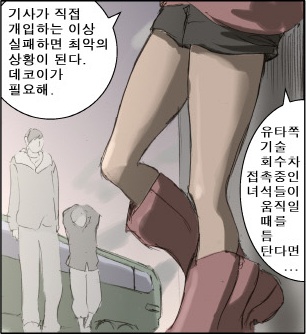 기사가 직접
개입하는 이상
실패하면 최악의
상황이 된다.
데코이가
필요해.
유타쪽
기술
회수차
접촉중인
녀석들이
움직일
때를
틈
탄다면
...